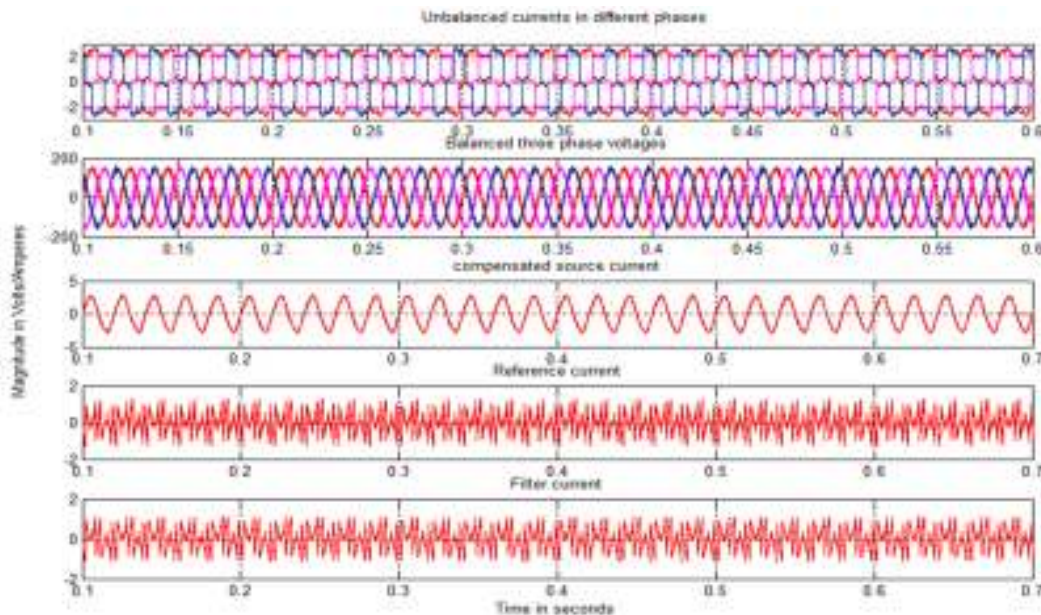 Unbalanced currents in different phases
2
0
-2
0.1 0.15 0.2 0.25 0.3 0.35 0.4 0.45 0.5 0.55 0.6
Balanced three phase voltages
200
0
-200
0.1 0.15 0.2 0.25 0.3 0.35 0.4 0.45 0.5 0.55 0.6
compensated source current
5
0
-5
0.1 0.2 0.3 0.4 0.5 0.6 0.7
Reference current
2
0
-2
0.1 0.2 0.3 0.4 0.5 0.6 0.7
Filter current
2
0
-2
0.1 0.2 0.3 0.4 0.5 0.6 0.7
Time in seconds
Magnitude in Volts/Amperes